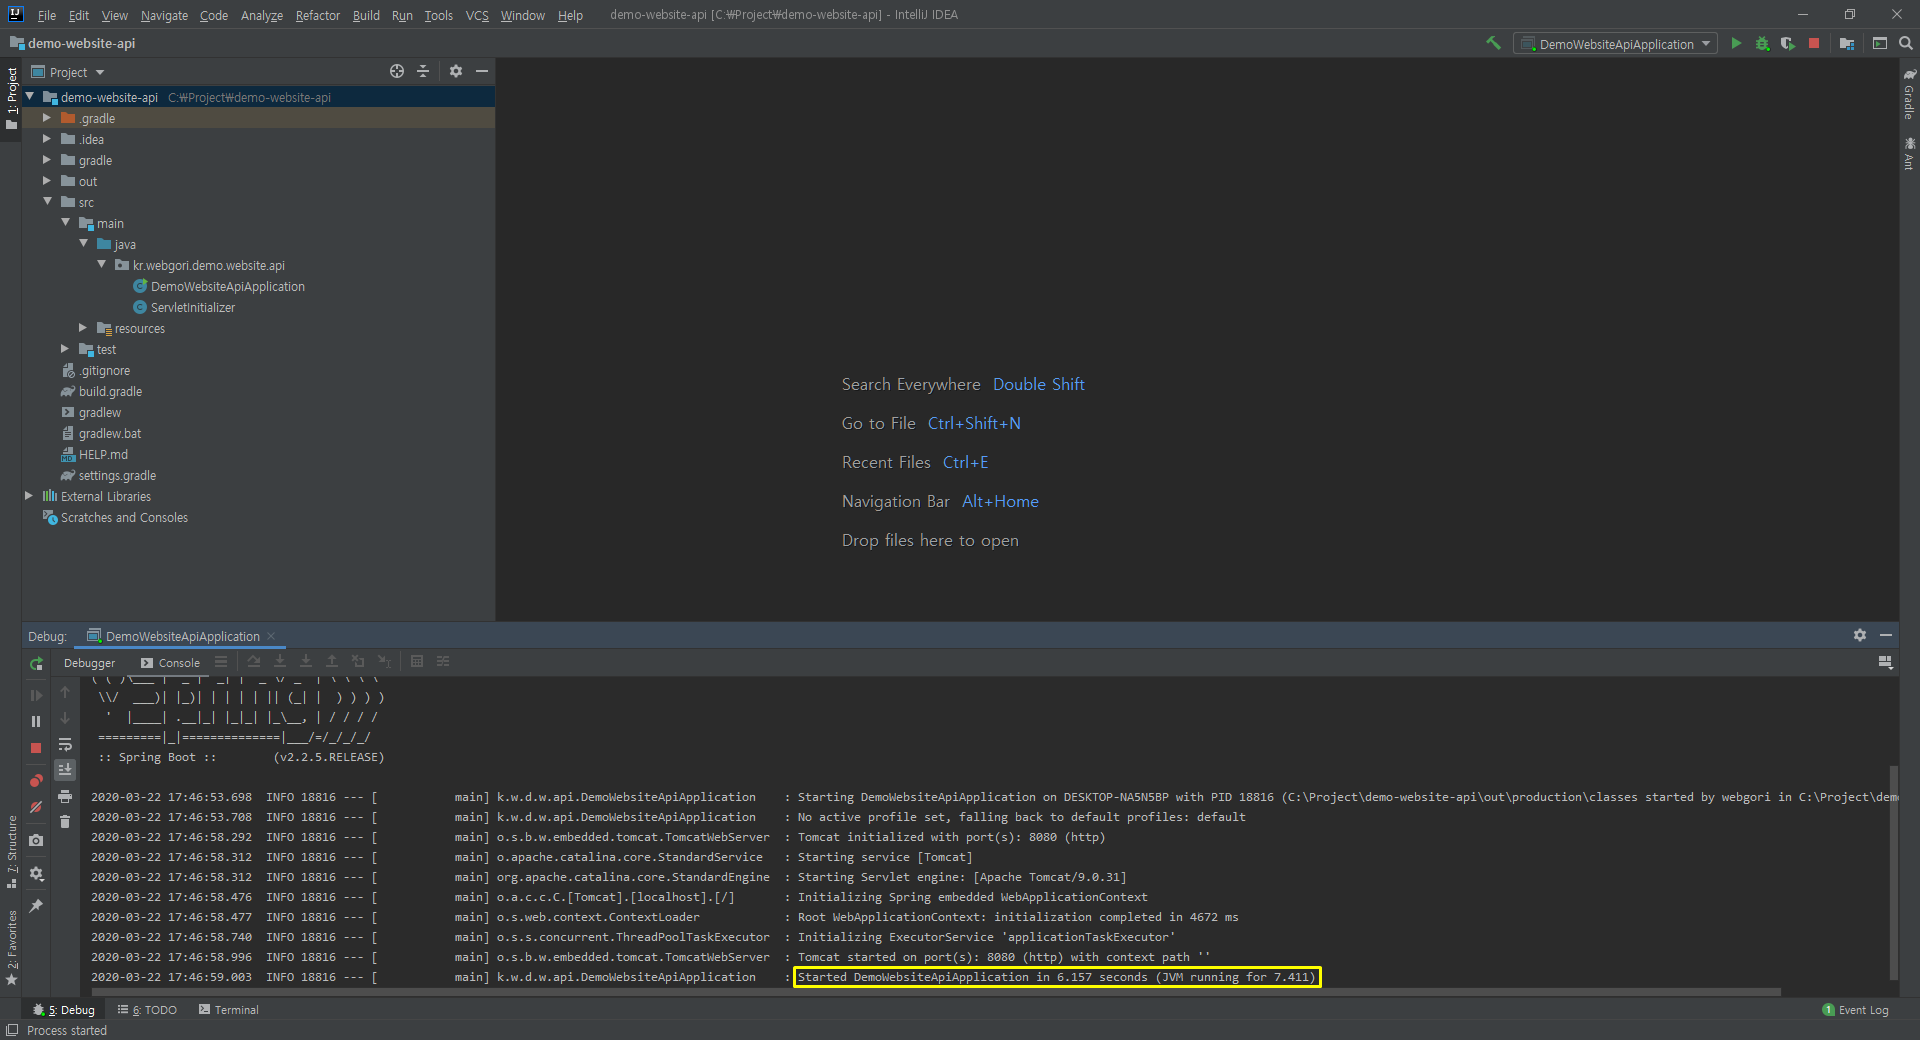 File Edit View Navigate Code Analyze Refactor Build Run Tools VCS Window Help demo-website-api [C:₩Project₩demo-website-api] - IntelliJ IDEA
demo-website-api
DemoWebsiteApiApplication
1: Project
Project
demo-website-api C:₩Project₩demo-website-api
.gradle
.idea
gradle
out
src
main
java
kr.webgori.demo.website.api
DemoWebsiteApiApplication
ServletInitializer
resources
test
.gitignore
build.gradle
gradlew
gradlew.bat
HELP.md
settings.gradle
External Libraries
Scratches and Consoles
Search Everywhere Double Shift
Go to File Ctrl+Shift+N
Recent Files Ctrl+E
Navigation Bar Alt+Home
Drop files here to open
Gradle
Ant
Debug: DemoWebsiteApiApplication
Debugger Console
\\/  ___)| |_)| | | | | || (_| |  ) ) ) )
'  |____| .__|_| |_|_| |_\__, | / / / /
=========|_|==============|___/=/_/_/_/
:: Spring Boot ::        (v2.2.5.RELEASE)
2020-03-22 17:46:53.698  INFO 18816 --- [           main] k.w.d.w.api.DemoWebsiteApiApplication    : Starting DemoWebsiteApiApplication on DESKTOP-NA5N5BP with PID 18816 (C:\Project\demo-website-api\out\production\classes started by webgori in C:\Project\dem
2020-03-22 17:46:53.708  INFO 18816 --- [           main] k.w.d.w.api.DemoWebsiteApiApplication    : No active profile set, falling back to default profiles: default
2020-03-22 17:46:58.292  INFO 18816 --- [           main] o.s.b.w.embedded.tomcat.TomcatWebServer  : Tomcat initialized with port(s): 8080 (http)
2020-03-22 17:46:58.312  INFO 18816 --- [           main] o.apache.catalina.core.StandardService   : Starting service [Tomcat]
2020-03-22 17:46:58.312  INFO 18816 --- [           main] org.apache.catalina.core.StandardEngine  : Starting Servlet engine: [Apache Tomcat/9.0.31]
2020-03-22 17:46:58.476  INFO 18816 --- [           main] o.a.c.c.C.[Tomcat].[localhost].[/]       : Initializing Spring embedded WebApplicationContext
2020-03-22 17:46:58.477  INFO 18816 --- [           main] o.s.web.context.ContextLoader            : Root WebApplicationContext: initialization completed in 4672 ms
2020-03-22 17:46:58.740  INFO 18816 --- [           main] o.s.s.concurrent.ThreadPoolTaskExecutor  : Initializing ExecutorService 'applicationTaskExecutor'
2020-03-22 17:46:58.996  INFO 18816 --- [           main] o.s.b.w.embedded.tomcat.TomcatWebServer  : Tomcat started on port(s): 8080 (http) with context path ''
2020-03-22 17:46:59.003  INFO 18816 --- [           main] k.w.d.w.api.DemoWebsiteApiApplication    : Started DemoWebsiteApiApplication in 6.157 seconds (JVM running for 7.411)
7: Structure
2: Favorites
5: Debug 6: TODO Terminal 1 Event Log
Process started